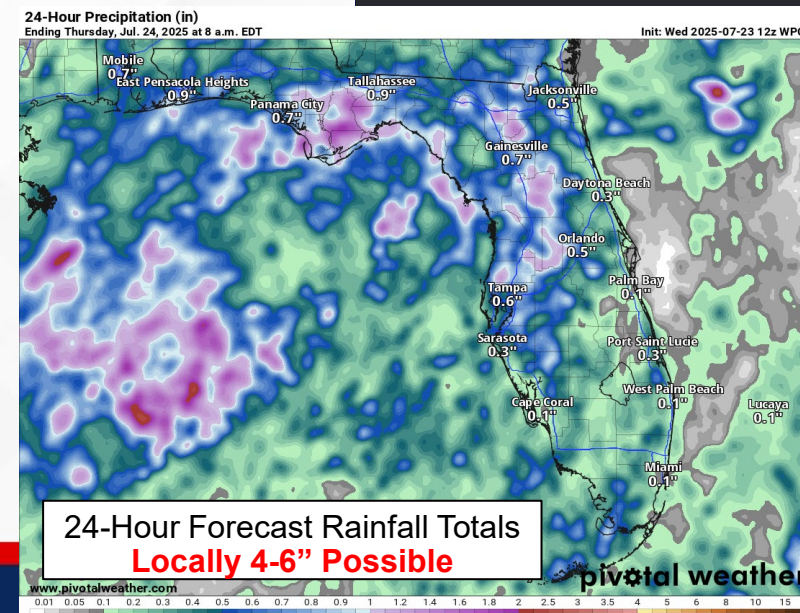 24-Hour Precipitation (in)
Ending Thursday, Jul. 24, 2025 at 8 a.m. EDT
Init: Wed 2025-07-23 12z WPC
Mobile
0.7"
East Pensacola Heights
0.9"
Panama City
0.7"
Tallahassee
0.9"
Jacksonville
0.5"
Gainesville
0.7"
Daytona Beach
0.3"
Orlando
0.5"
Palm Bay
0.1"
Tampa
0.6"
Sarasota
0.3"
Port Saint Lucie
0.3"
West Palm Beach
0.1"
Cape Coral
0.1"
Lucaya
0.1"
Miami
0.1"
24-Hour Forecast Rainfall Totals
Locally 4-6” Possible
www.pivotalweather.com
pivotal weather
0.01 0.05 0.1 0.2 0.3 0.4 0.5 0.6 0.7 0.8 0.9 1 1.2 1.4 1.6 1.8 2 2.5 3 3.5 4 5 6 8 10 15